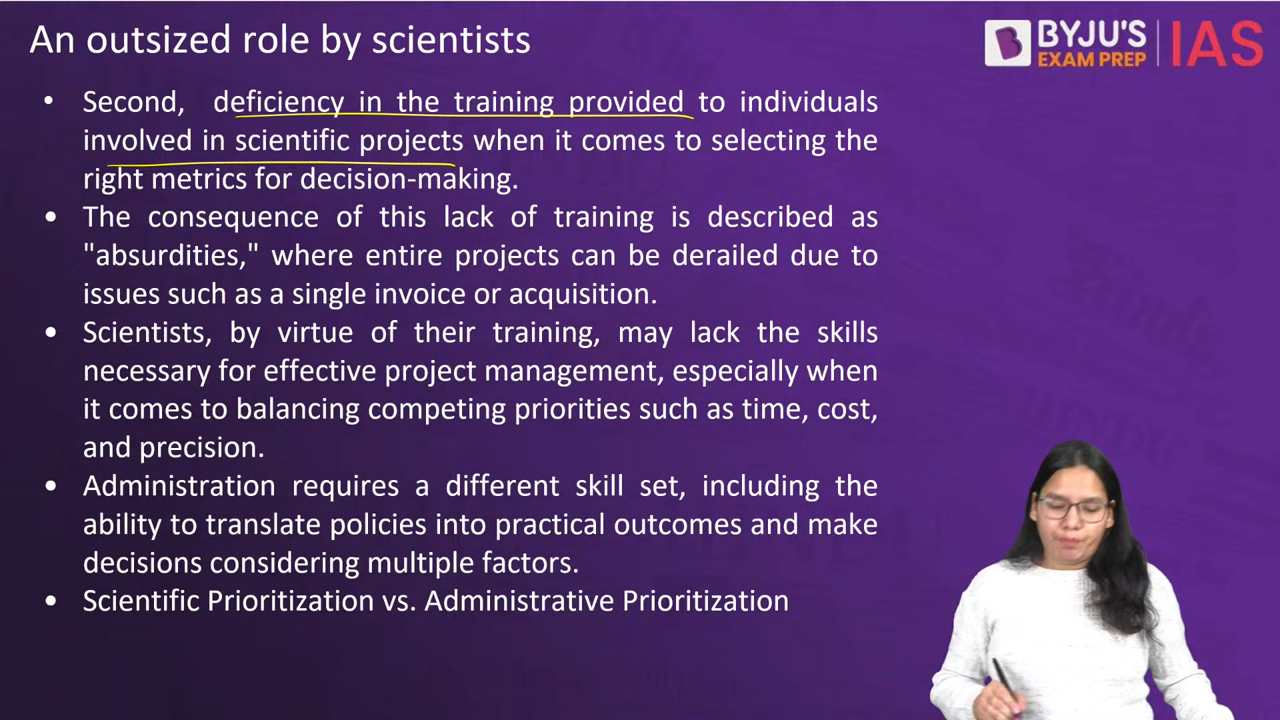 An outsized role by scientists
BYJU'S
EXAM PREP
IAS
• Second, deficiency in the training provided to individuals
involved in scientific projects when it comes to selecting the
right metrics for decision-making.
• The consequence of this lack of training is described as
"absurdities," where entire projects can be derailed due to
issues such as a single invoice or acquisition.
• Scientists, by virtue of their training, may lack the skills
necessary for effective project management, especially when
it comes to balancing competing priorities such as time, cost,
and precision.
• Administration requires a different skill set, including the
ability to translate policies into practical outcomes and make
decisions considering multiple factors.
• Scientific Prioritization vs. Administrative Prioritization